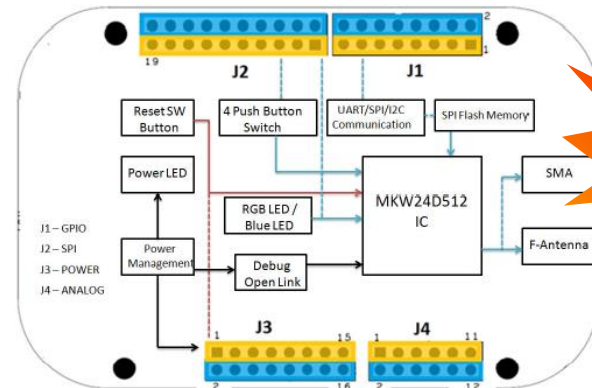 2
19
1
J2
J1
Reset SW
Button
4 Push Button
Switch
UART/SPI/I2C
Communication
SPI Flash Memory
Power LED
MKW24D512
IC
SMA
RGB LED /
Blue LED
J1 – GPIO
J2 – SPI
J3 – POWER
J4 – ANALOG
Power
Management
Debug
Open Link
F-Antenna
J3
J4
1
15
1
11
2
16
2
12